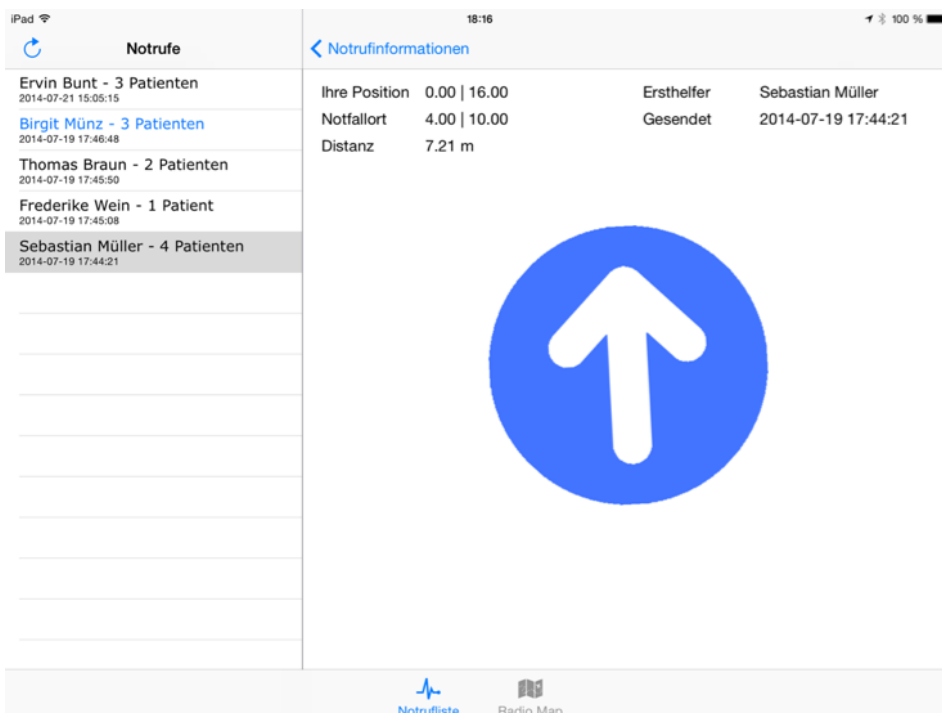 iPad 18:16 100 %
Notrufe
Notrufinformationen
Ervin Bunt - 3 Patienten
2014-07-21 15:05:15
Birgit Münz - 3 Patienten
2014-07-19 17:46:48
Thomas Braun - 2 Patienten
2014-07-19 17:45:50
Frederike Wein - 1 Patient
2014-07-19 17:45:08
Sebastian Müller - 4 Patienten
2014-07-19 17:44:21
Ihre Position 0.00 | 16.00 Ersthelfer Sebastian Müller
Notfallort 4.00 | 10.00 Gesendet 2014-07-19 17:44:21
Distanz 7.21 m
Notrufliste Radio Map